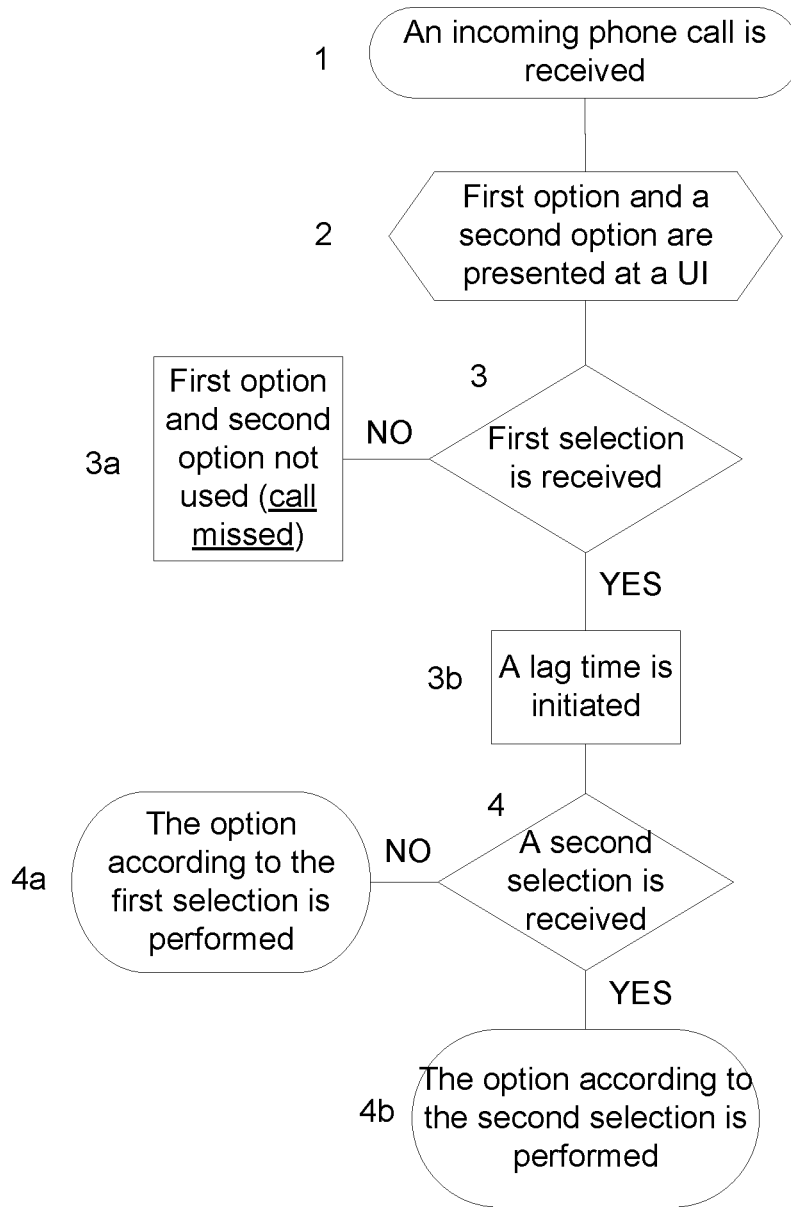 1
An incoming phone call is
received
2
First option and a
second option are
presented at a UI
3
First selection
is received
NO
3a
First option
and second
option not
used (call
missed)
YES
3b
A lag time is
initiated
4
A second
selection is
received
NO
4a
The option
according to the
first selection is
performed
YES
4b
The option according to
the second selection is
performed